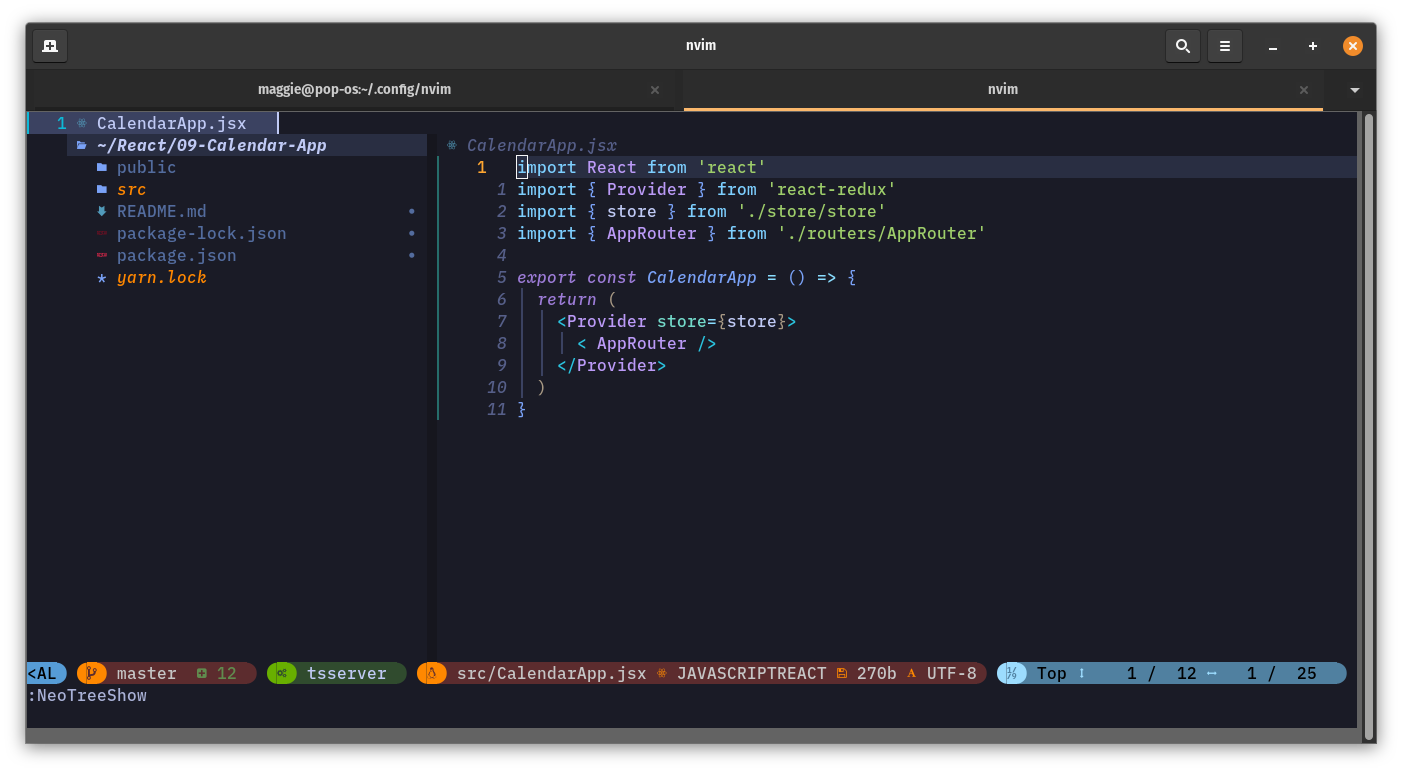 nvim
maggie@pop-os:~/.config/nvim × nvim ×
1 CalendarApp.jsx
~/React/09-Calendar-App
public
src
README.md •
package-lock.json •
package.json •
* yarn.lock
CalendarApp.jsx
1 import React from 'react'
1 import { Provider } from 'react-redux'
2 import { store } from './store/store'
3 import { AppRouter } from './routers/AppRouter'
4
5 export const CalendarApp = () => {
6 return (
7 <Provider store={store}>
8 < AppRouter />
9 </Provider>
10 )
11 }
<AL master 12 tsserver src/CalendarApp.jsx JAVASCRIPTREACT 270b A UTF-8 Top ↕ 1 / 12 ↔ 1 / 25
:NeoTreeShow